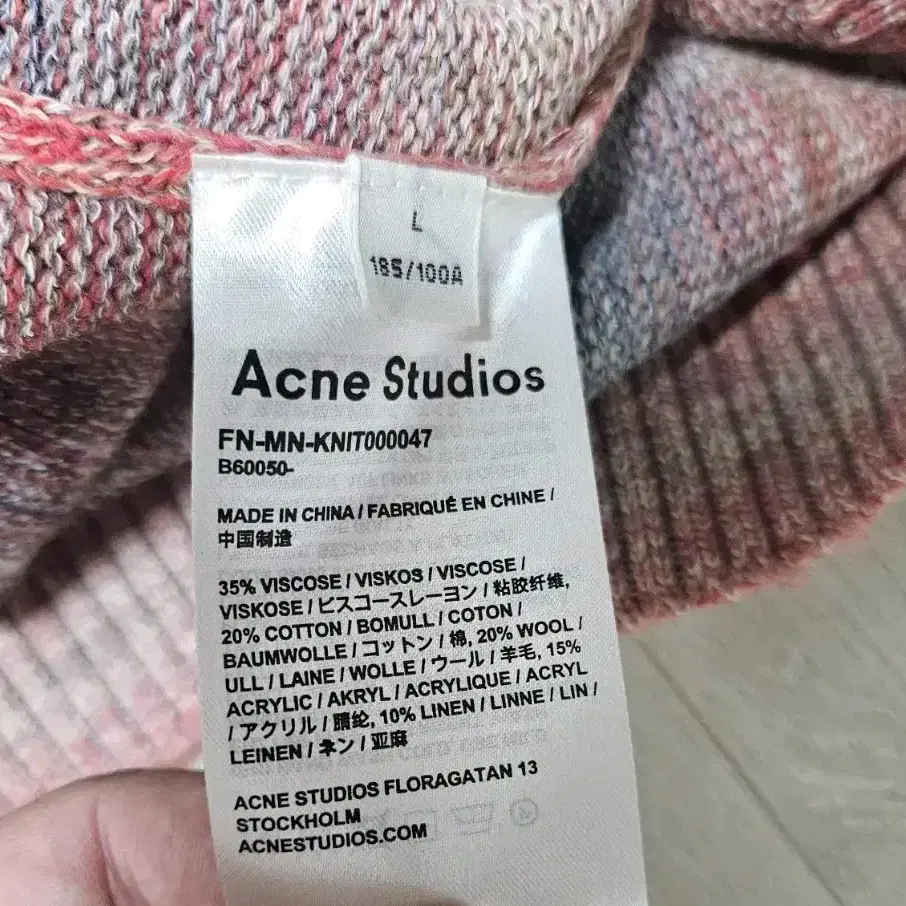 L
185/100A
Acne Studios
FN-MN-KNIT000047
B60050-
MADE IN CHINA / FABRIQUÉ EN CHINE /
中国制造
35% VISCOSE / VISKOS / VISCOSE /
VISKOSE / ビスコースレーヨン / 粘胶纤维,
20% COTTON / BOMULL / COTON /
BAUMWOLLE / コットン / 棉, 20% WOOL /
ULL / LAINE / WOLLE / ウール / 羊毛, 15%
ACRYLIC / AKRYL / ACRYLIQUE / ACRYL
/ アクリル / 腈纶, 10% LINEN / LINNE / LIN /
LEINEN / ネン / 亚麻
ACNE STUDIOS FLORAGATAN 13
STOCKHOLM
ACNESTUDIOS.COM